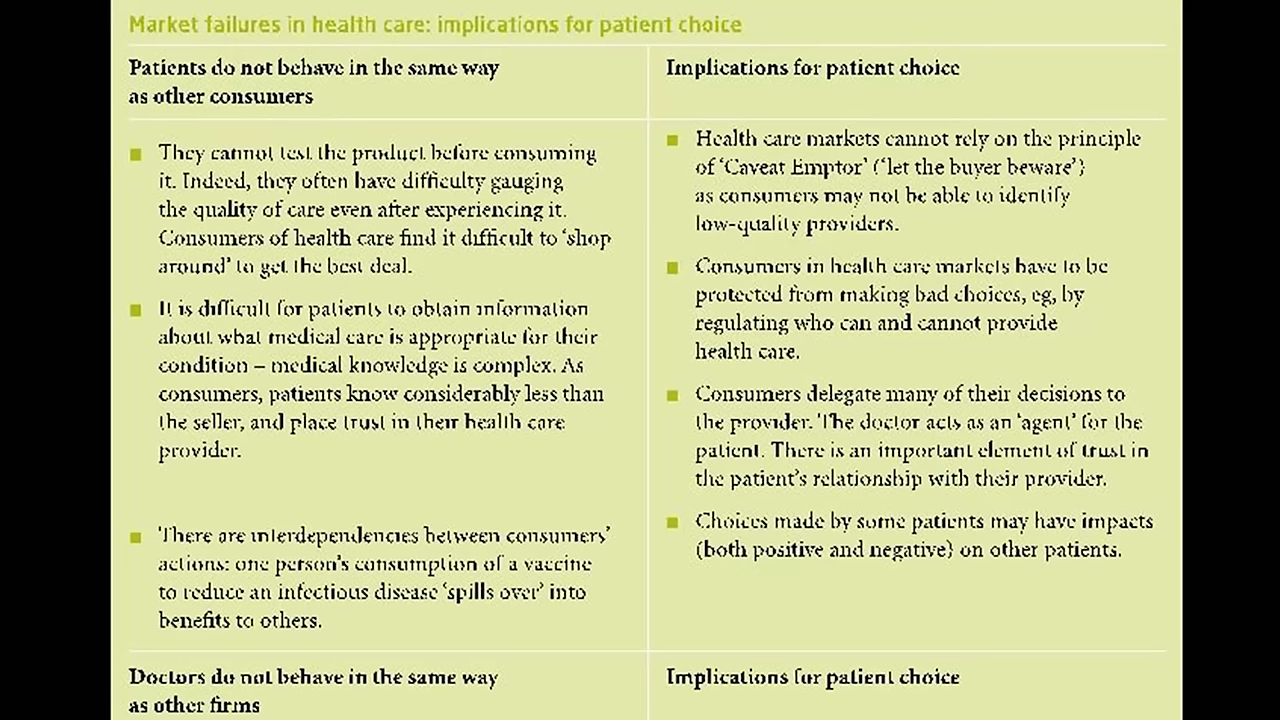 Market failures in health care: implications for patient choice
Patients do not behave in the same way
as other consumers
Implications for patient choice
They cannot test the product before consuming
it. Indeed, they often have difficulty gauging
the quality of care even after experiencing it.
Consumers of health care find it difficult to ‘shop
around’ to get the best deal.
It is difficult for patients to obtain information
about what medical care is appropriate for their
condition – medical knowledge is complex. As
consumers, patients know considerably less than
the seller, and place trust in their health care
provider.
There are interdependencies between consumers’
actions: one person’s consumption of a vaccine
to reduce an infectious disease ‘spills over’ into
benefits to others.
Health care markets cannot rely on the principle
of ‘Caveat Emptor’ (‘let the buyer beware’)
as consumers may not be able to identify
low-quality providers.
Consumers in health care markets have to be
protected from making bad choices, eg, by
regulating who can and cannot provide
health care.
Consumers delegate many of their decisions to
the provider. The doctor acts as an ‘agent’ for the
patient. There is an important element of trust in
the patient’s relationship with their provider.
Choices made by some patients may have impacts
(both positive and negative) on other patients.
Doctors do not behave in the same way
as other firms
Implications for patient choice